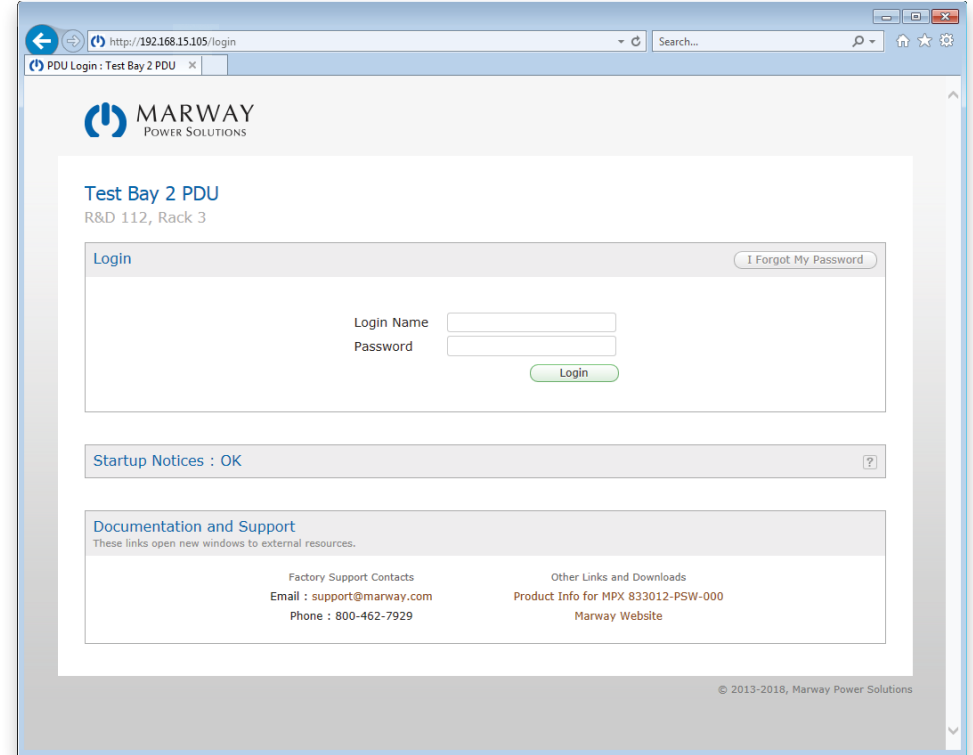 http://192.168.15.105/login
Search...
PDU Login : Test Bay 2 PDU
MARWAY
POWER SOLUTIONS
Test Bay 2 PDU
R&D 112, Rack 3
Login
I Forgot My Password
Login Name
Password
Login
Startup Notices : OK
?
Documentation and Support
These links open new windows to external resources.
Factory Support Contacts
Email : support@marway.com
Phone : 800-462-7929
Other Links and Downloads
Product Info for MPX 833012-PSW-000
Marway Website
© 2013-2018, Marway Power Solutions